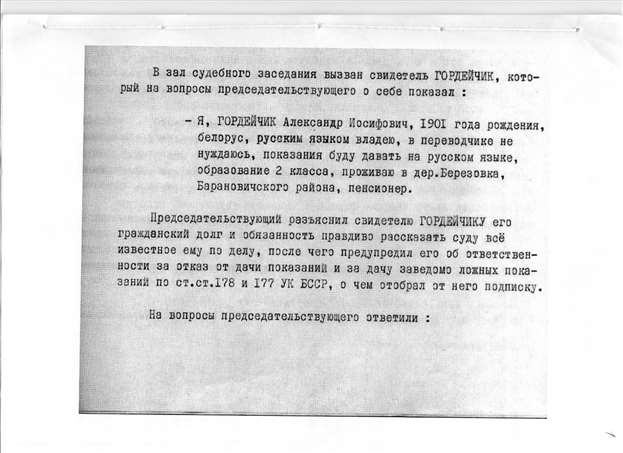 В зал судебного заседания вызван свидетель ГОРДЕЙЧИК, кото-
рый на вопросы председательствующего о себе показал :
- Я, ГОРДЕЙЧИК Александр Иосифович, 1901 года рождения,
белорус, русским языком владею, в переводчике не
нуждаюсь, показания буду давать на русском языке,
образование 2 класса, проживаю в дер.Березовка,
Барановичского района, пенсионер.
Председательствующий разъяснил свидетелю ГОРДЕЙЧИКУ его
гражданский долг и обязанность правдиво рассказать суду всё
известное ему по делу, после чего предупредил его об ответствен-
ности за отказ от дачи показаний и за дачу заведомо ложных пока-
заний по ст.ст.178 и 177 УК БССР, о чем отобрал от него подписку.
На вопросы председательствующего ответили :